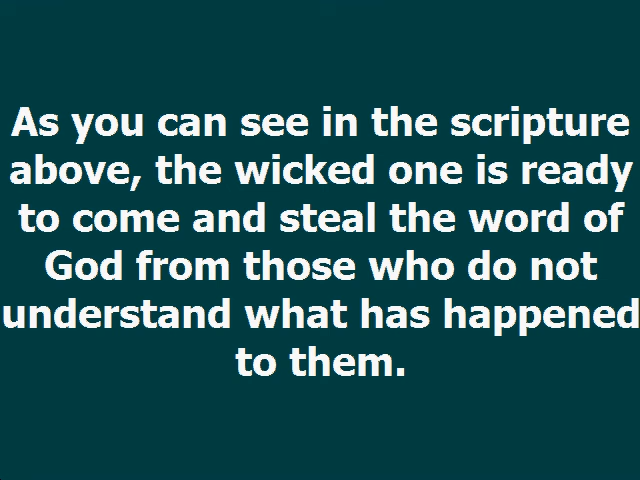 As you can see in the scripture
above, the wicked one is ready
to come and steal the word of
God from those who do not
understand what has happened
to them.